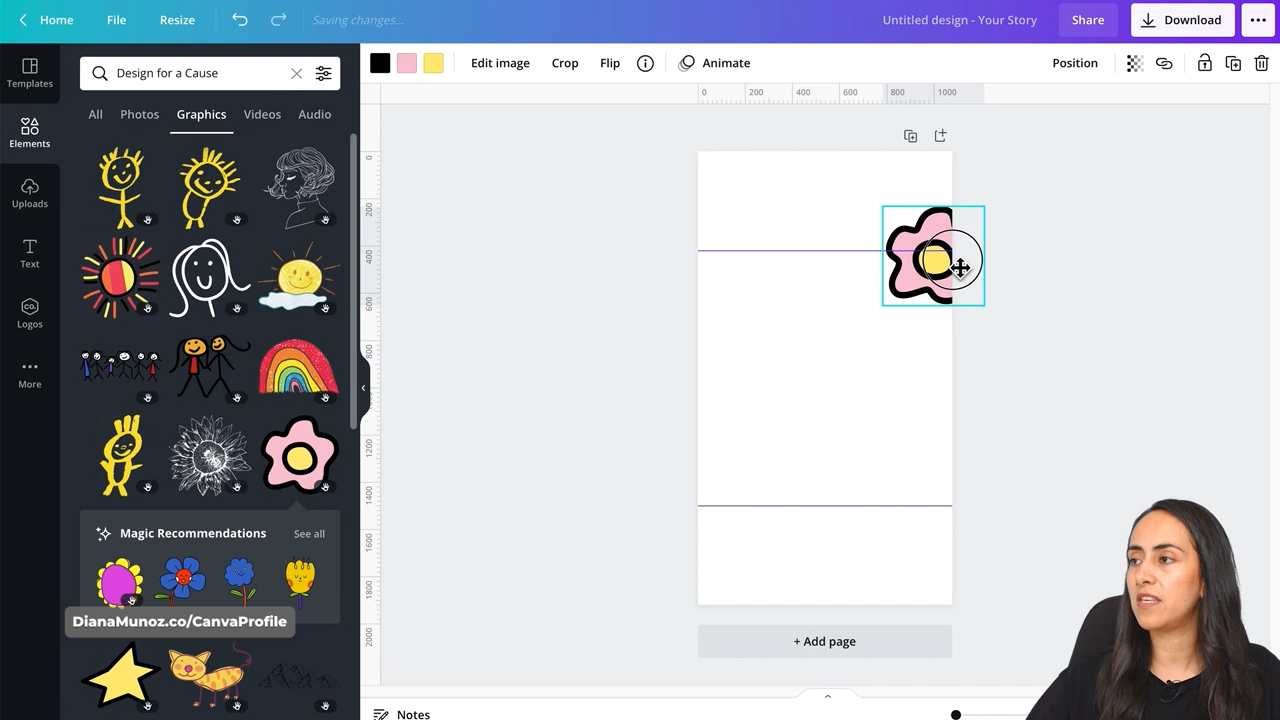 Home
File
Resize
Saving changes...
Untitled design - Your Story
Share
Download
Templates
Elements
Uploads
Text
co.
Logos
More
Design for a Cause
All
Photos
Graphics
Videos
Audio
Magic Recommendations
See all
DianaMunoz.co/CanvaProfile
Edit image
Crop
Flip
Animate
Position
0
200
400
600
800
1000
0
200
400
600
800
1200
1400
1600
1800
2000
+ Add page
Notes